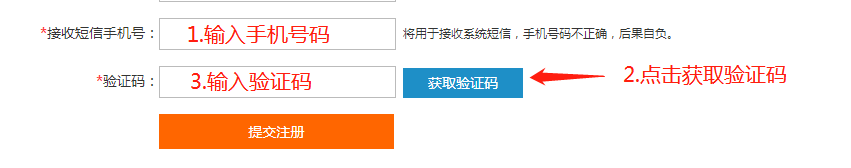 *接收短信手机号： 1.输入手机号码 将用于接收系统短信，手机号码不正确，后果自负。
*验证码： 3.输入验证码 获取验证码 2.点击获取验证码
提交注册